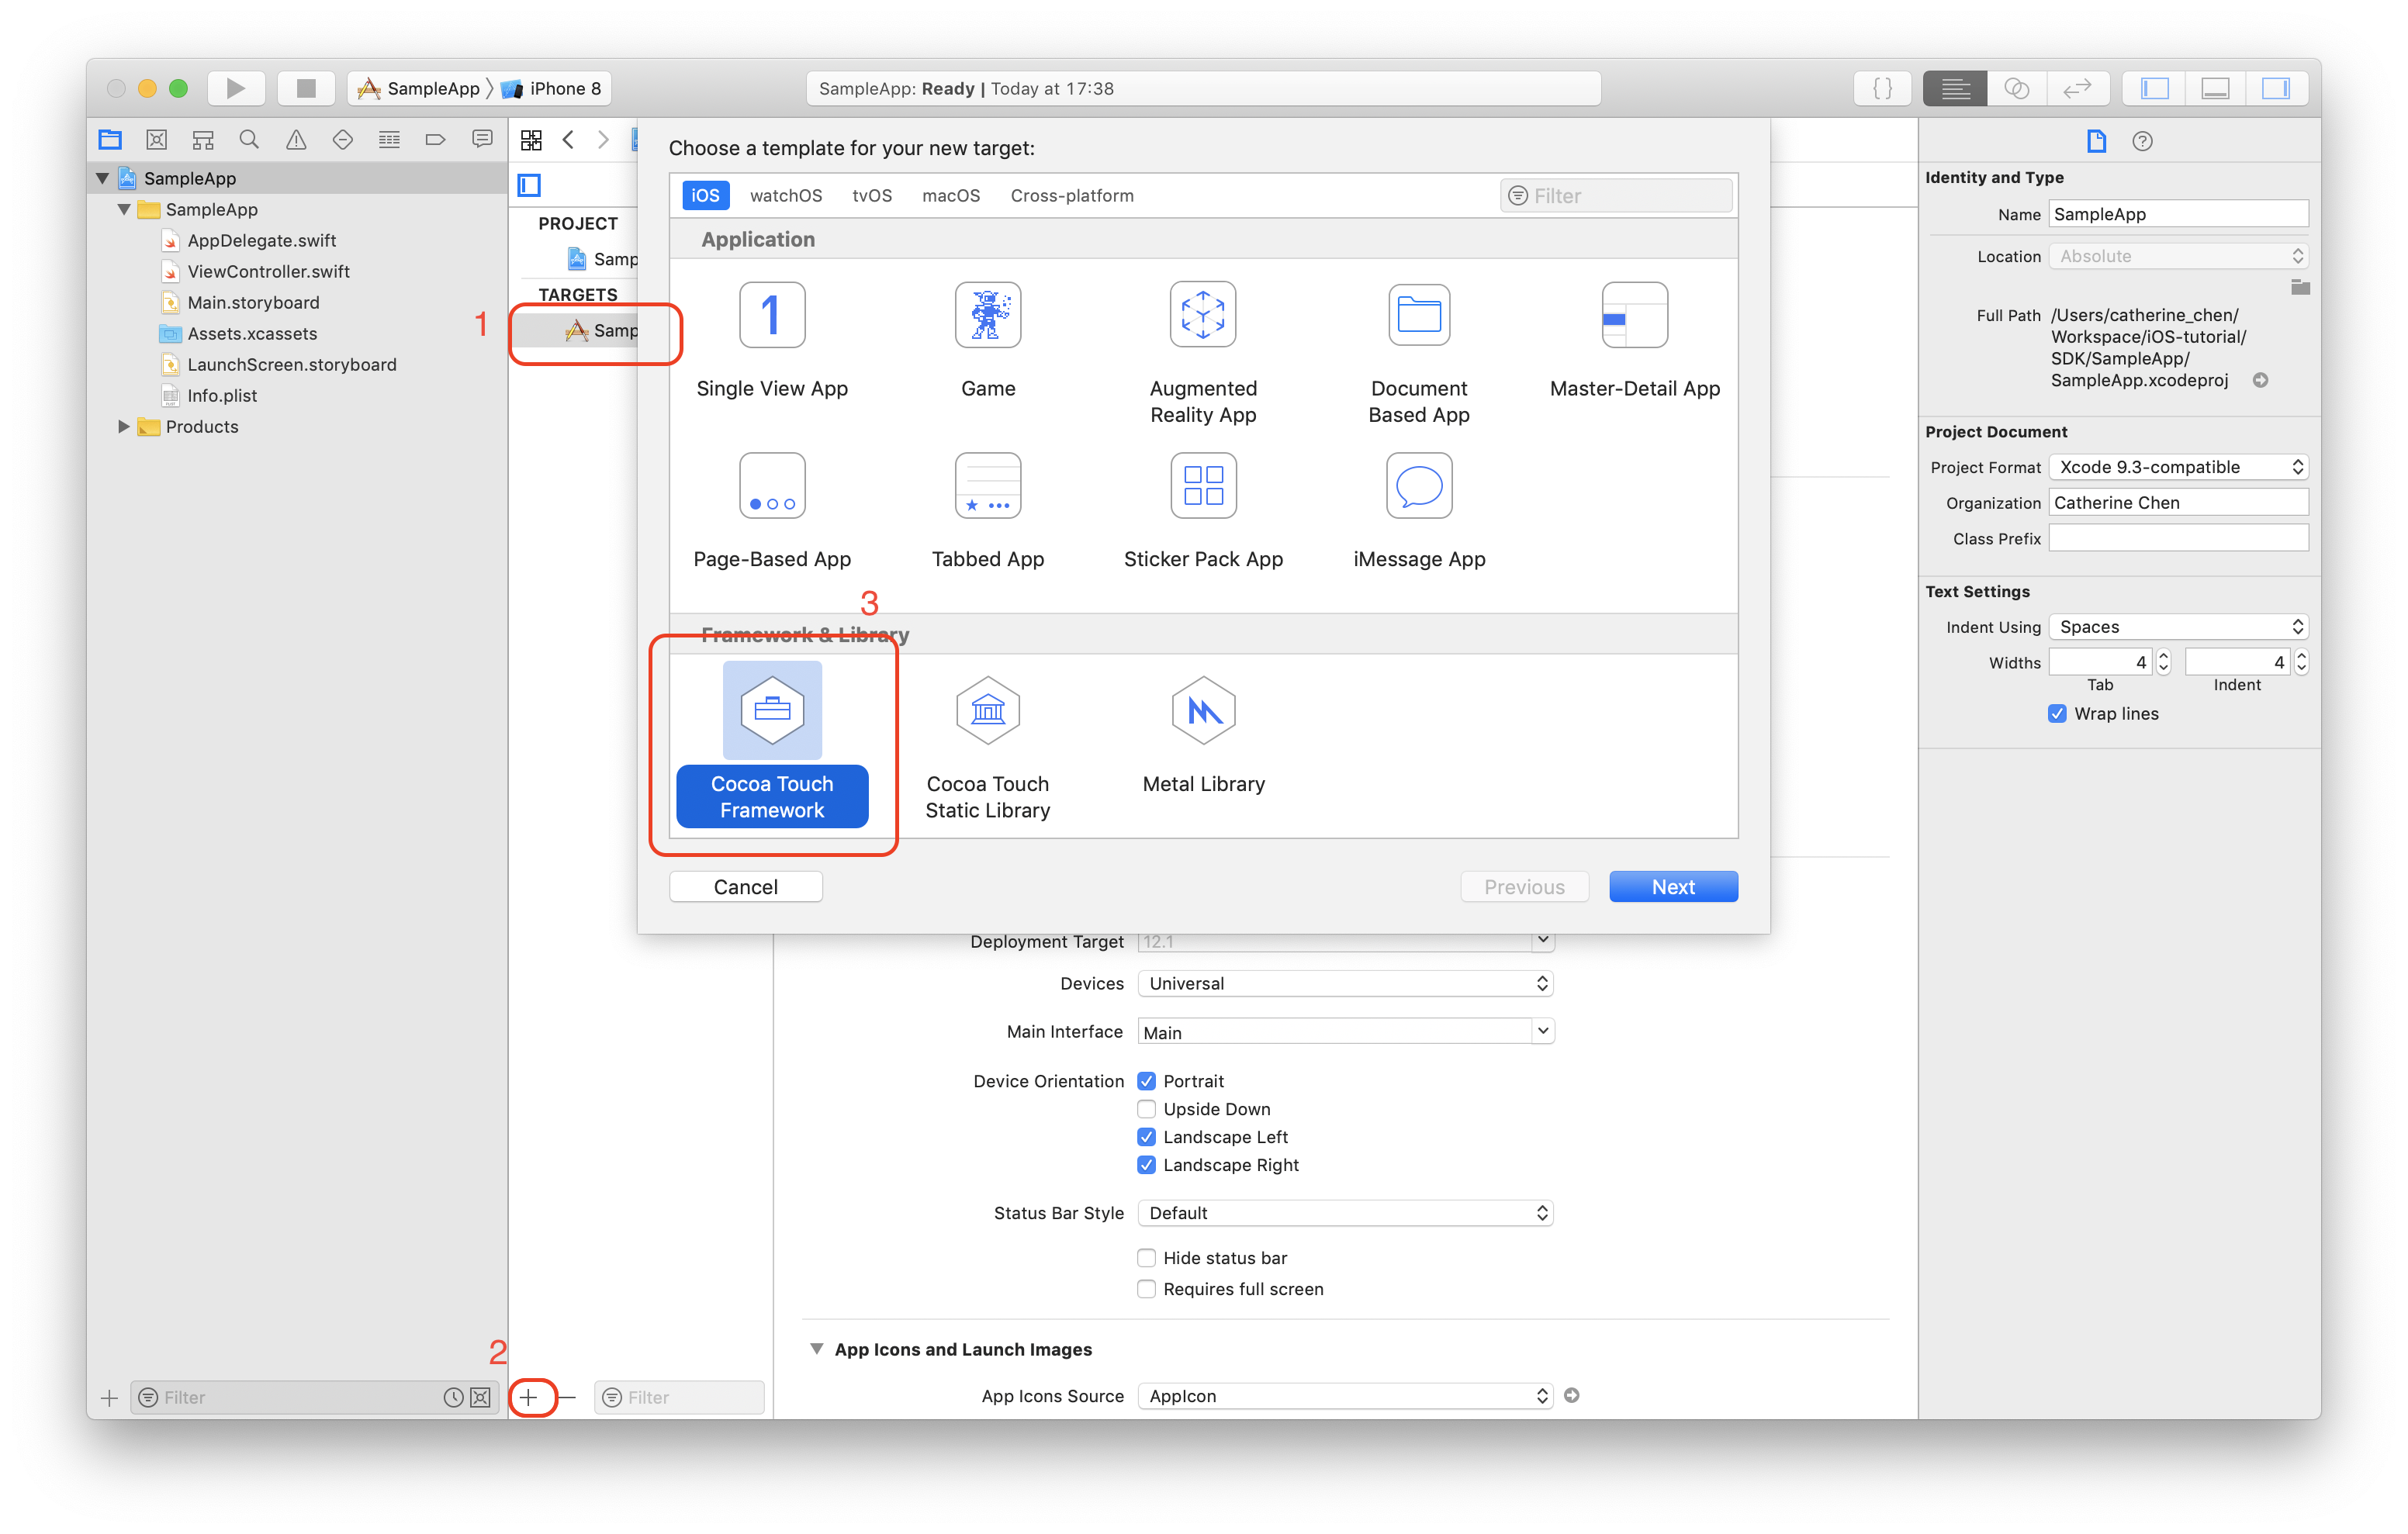 SampleApp
iPhone 8
SampleApp: Ready | Today at 17:38
{ }
SampleApp
SampleApp
AppDelegate.swift
ViewController.swift
Main.storyboard
Assets.xcassets
LaunchScreen.storyboard
Info.plist
Products
Filter
PROJECT
Samp
TARGETS
1
Samp
2
Filter
Choose a template for your new target:
iOS
watchOS
tvOS
macOS
Cross-platform
Filter
Application
1
Single View App
Game
Augmented
Reality App
Document
Based App
Master-Detail App
Page-Based App
Tabbed App
Sticker Pack App
iMessage App
3
Framework & Library
Cocoa Touch
Framework
Cocoa Touch
Static Library
Metal Library
Cancel
Previous
Next
Deployment Target
12.1
Devices
Universal
Main Interface
Main
Device Orientation
Portrait
Upside Down
Landscape Left
Landscape Right
Status Bar Style
Default
Hide status bar
Requires full screen
App Icons and Launch Images
App Icons Source
AppIcon
Identity and Type
Name
SampleApp
Location
Absolute
Full Path
/Users/catherine_chen/
Workspace/iOS-tutorial/
SDK/SampleApp/
SampleApp.xcodeproj
Project Document
Project Format
Xcode 9.3-compatible
Organization
Catherine Chen
Class Prefix
Text Settings
Indent Using
Spaces
Widths
4
4
Tab
Indent
Wrap lines